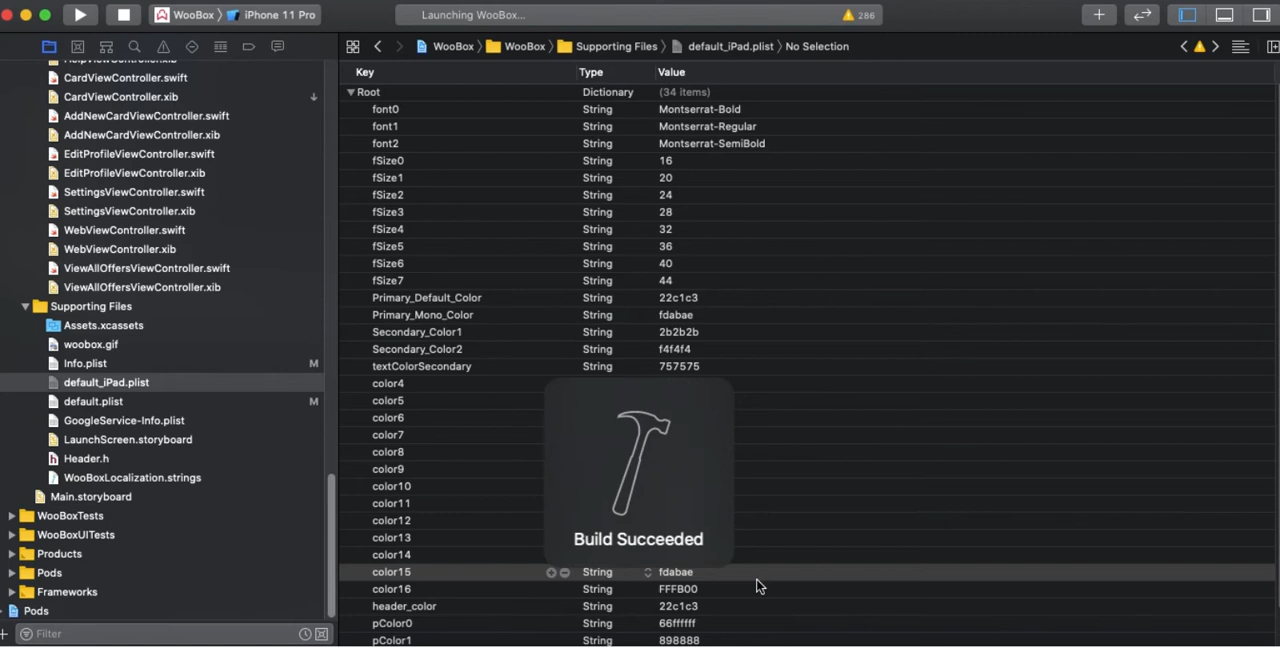 WooBox iPhone 11 Pro
Launching WooBox...
286
WooBox WooBox Supporting Files default_iPad.plist No Selection
CardViewController.swift
CardViewController.xib
AddNewCardViewController.swift
AddNewCardViewController.xib
EditProfileViewController.swift
EditProfileViewController.xib
SettingsViewController.swift
SettingsViewController.xib
WebViewController.swift
WebViewController.xib
ViewAllOffersViewController.swift
ViewAllOffersViewController.xib
Supporting Files
Assets.xcassets
woobox.gif
Info.plist M
default_iPad.plist
default.plist M
GoogleService-Info.plist
LaunchScreen.storyboard
Header.h
WooBoxLocalization.strings
Main.storyboard
WooBoxTests
WooBoxUITests
Products
Pods
Frameworks
Pods
Filter
Key Type Value
Root Dictionary (34 items)
font0 String Montserrat-Bold
font1 String Montserrat-Regular
font2 String Montserrat-SemiBold
fSize0 String 16
fSize1 String 20
fSize2 String 24
fSize3 String 28
fSize4 String 32
fSize5 String 36
fSize6 String 40
fSize7 String 44
Primary_Default_Color String 22c1c3
Primary_Mono_Color String fdabae
Secondary_Color1 String 2b2b2b
Secondary_Color2 String f4f4f4
textColorSecondary String 757575
color4
color5
color6
color7
color8
color9
color10
color11
color12
color13
color14
color15 String fdabae
color16 String FFFB00
header_color String 22c1c3
pColor0 String 66ffffff
pColor1 String 898888
Build Succeeded